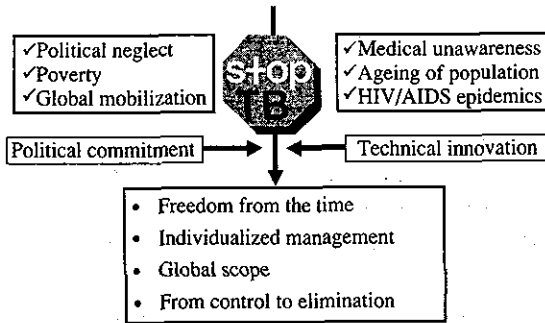 ✓Political neglect
✓Poverty
✓Global mobilization
stop
TB
✓Medical unawareness
✓Ageing of population
✓HIV/AIDS epidemics
Political commitment
Technical innovation
• Freedom from the time
• Individualized management
• Global scope
• From control to elimination